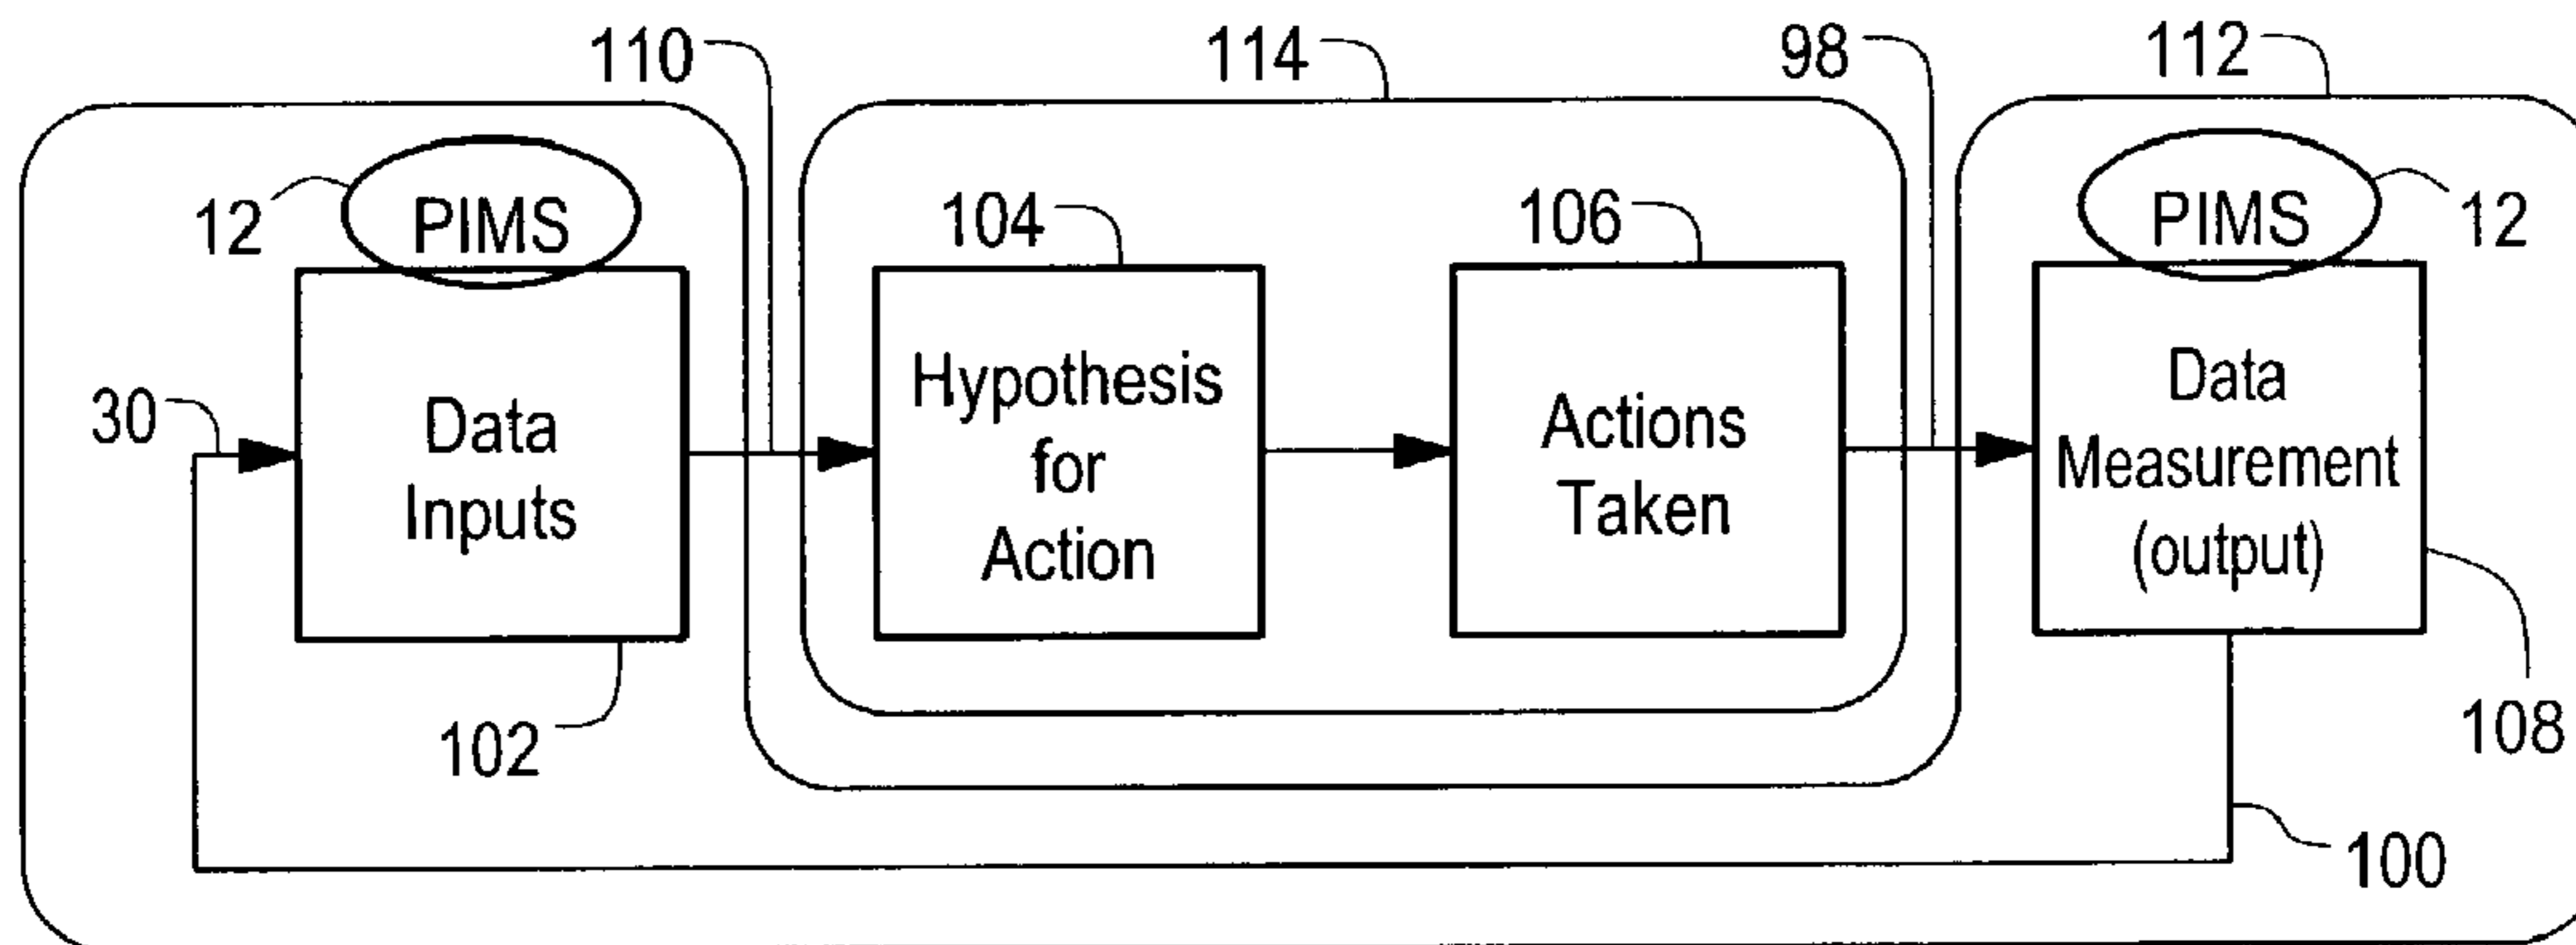 110
114
98
112
12
PIMS
104
106
PIMS
12
30
Data
Inputs
Hypothesis
for
Action
Actions
Taken
Data
Measurement
(output)
102
108
100